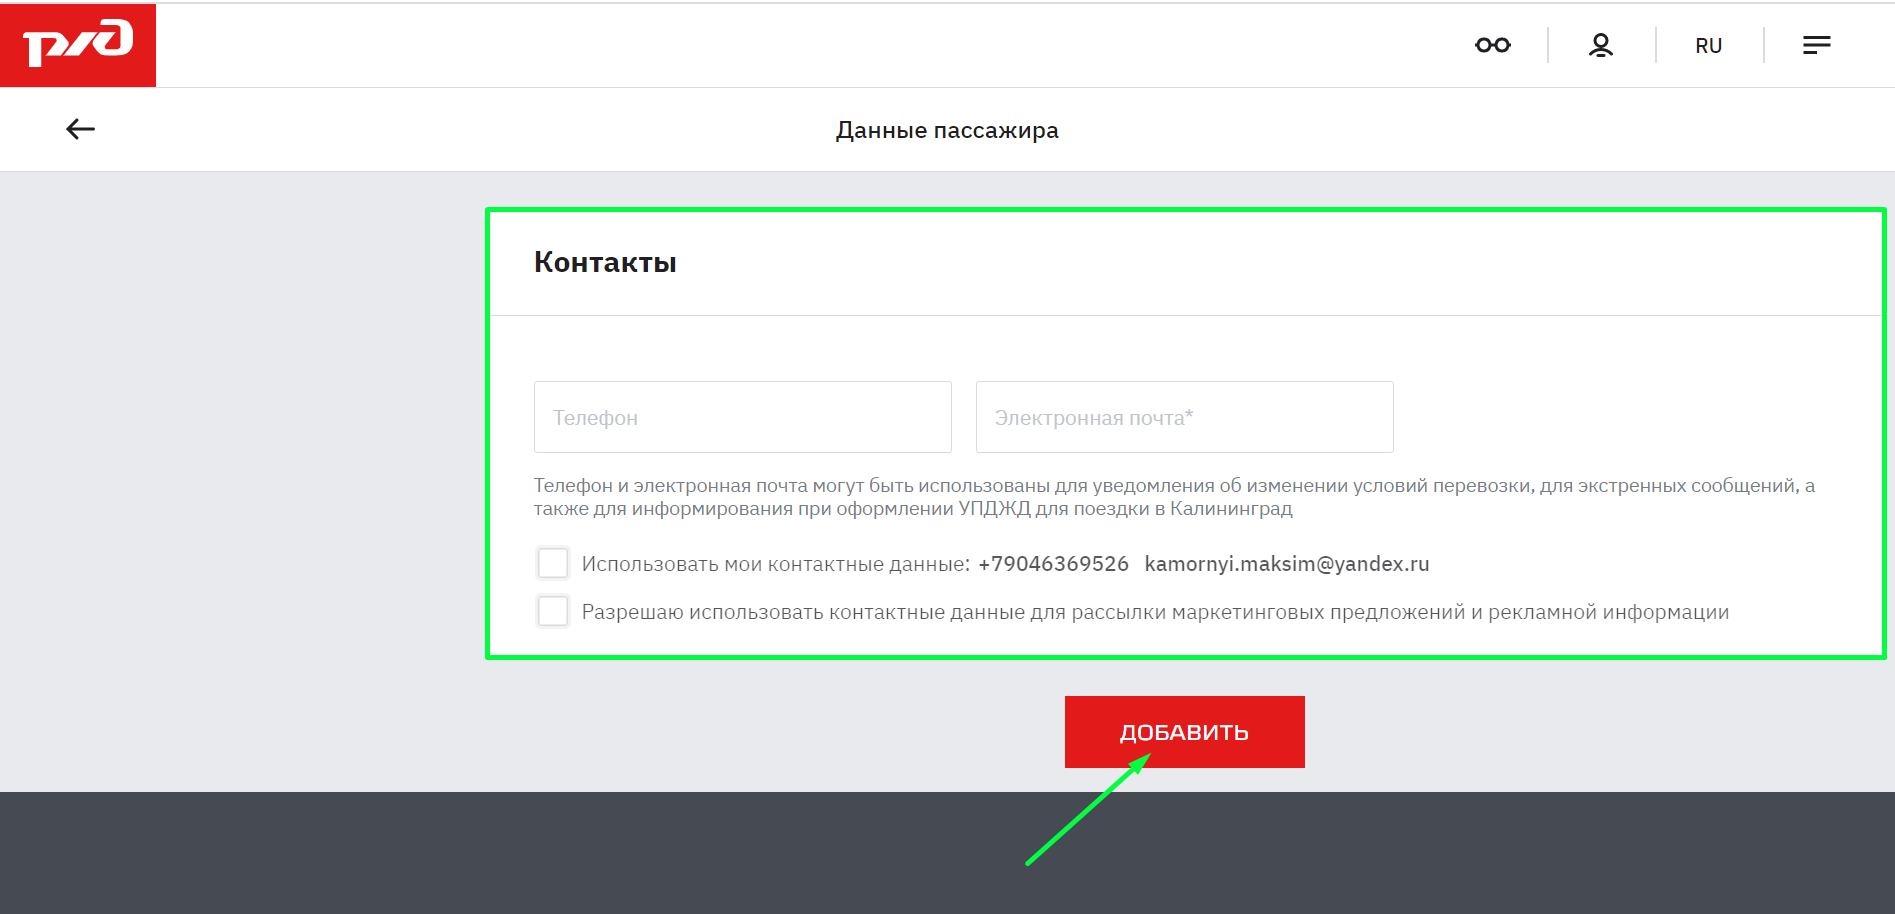 ржд
RU
Данные пассажира
Контакты
Телефон
Электронная почта*
Телефон и электронная почта могут быть использованы для уведомления об изменении условий перевозки, для экстренных сообщений, а
также для информирования при оформлении УПДЖД для поездки в Калининград
Использовать мои контактные данные: +79046369526 kamornyi.maksim@yandex.ru
Разрешаю использовать контактные данные для рассылки маркетинговых предложений и рекламной информации
ДОБАВИТЬ